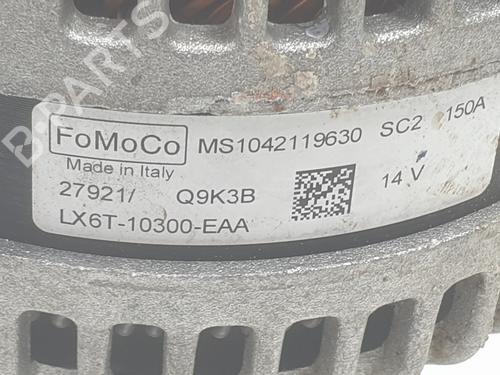 B-PARTS
FoMoCo MS1042119630 SC2 150A
Made in Italy
27921/ Q9K3B 14 V
LX6T-10300-EAA